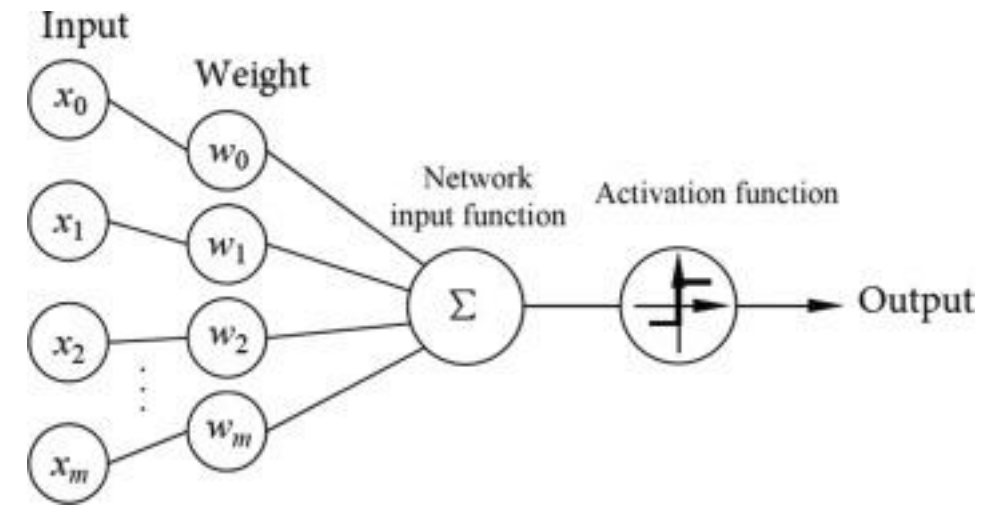 Input
Weight
x₀
w₀
x₁
w₁
x₂
w₂
xₘ
wₘ
Network
input function
Σ
Activation function
Output